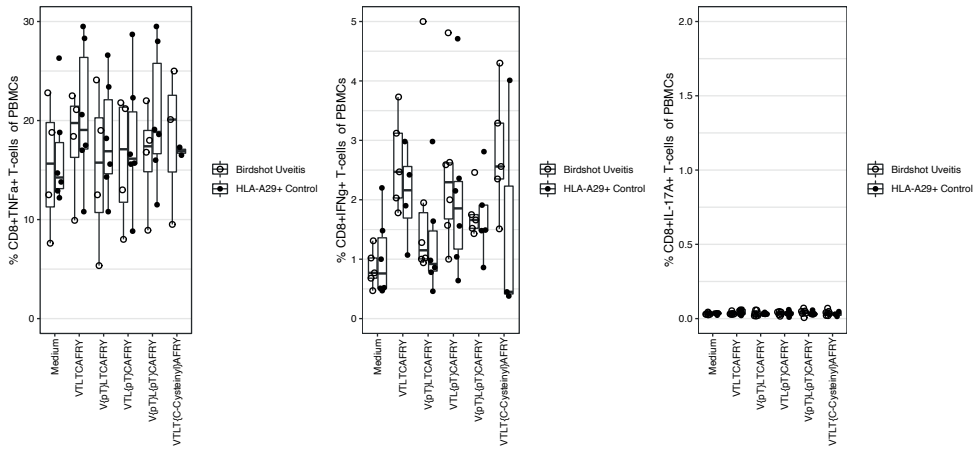 % CD8+TNFa+ T-cells of PBMCs
30
20
10
0
Medium
VTLTCAFRY
V(pT)LTCAFRY
VTL(pT)CAFRY
V(pT)L(pT)CAFRY
VTLT(C-Cysteinyl)AFRY
Birdshot Uveitis
HLA-A29+ Control
% CD8+IFNg+ T-cells of PBMCs
5
4
3
2
1
0
Medium
VTLTCAFRY
V(pT)LTCAFRY
VTL(pT)CAFRY
V(pT)L(pT)CAFRY
VTLT(C-Cysteinyl)AFRY
Birdshot Uveitis
HLA-A29+ Control
% CD8+IL-17A+ T-cells of PBMCs
2.0
1.5
1.0
0.5
0.0
Medium
VTLTCAFRY
V(pT)LTCAFRY
VTL(pT)CAFRY
V(pT)L(pT)CAFRY
VTLT(C-Cysteinyl)AFRY
Birdshot Uveitis
HLA-A29+ Control